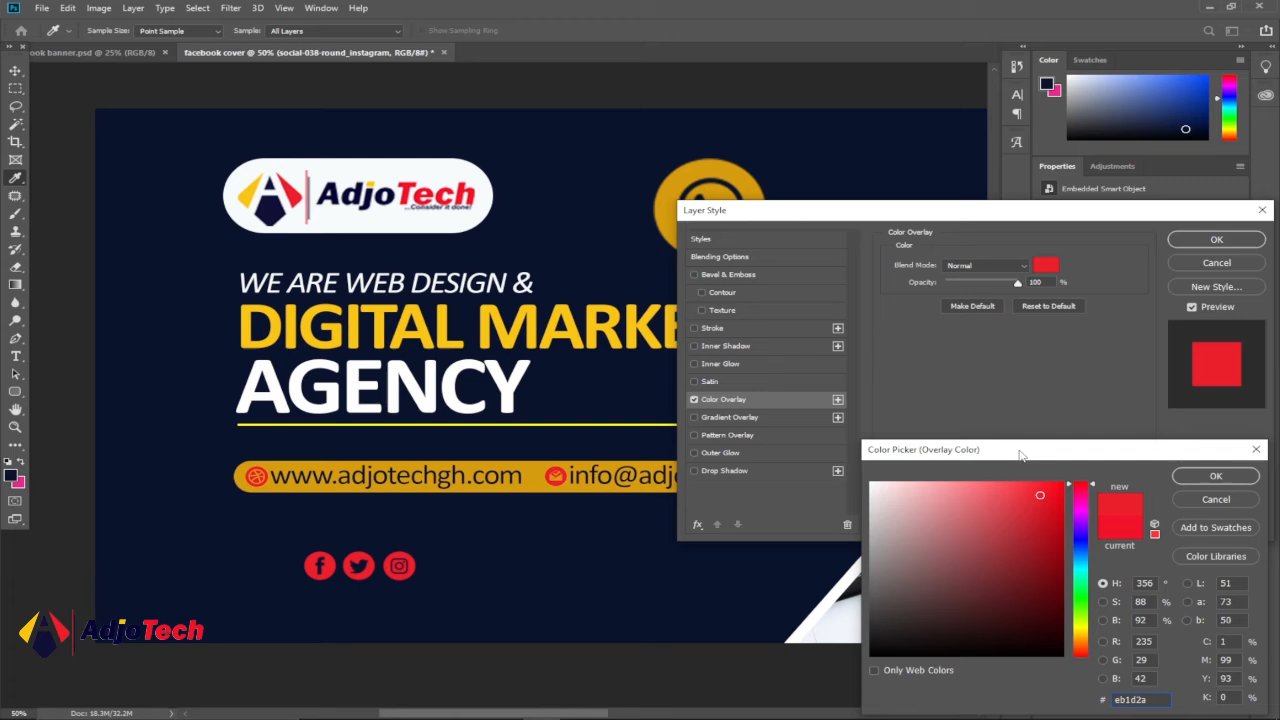 Ps File Edit Image Layer Type Select Filter 3D View Window Help
Sample Size: Point Sample Sample: All Layers Show Sampling Ring
ook banner.psd @ 25% (RGB/8) × facebook cover @ 50% (social-038-round_instagram, RGB/8#) * ×
Color Swatches
Properties Adjustments
Embedded Smart Object
AdjoTech
...Consider it done!
WE ARE WEB DESIGN &
DIGITAL MARKE
AGENCY
www.adjotechgh.com info@adj
AdjoTech
Layer Style
Styles
Blending Options
Bevel & Emboss
Contour
Texture
Stroke
Inner Shadow
Inner Glow
Satin
Color Overlay
Gradient Overlay
Pattern Overlay
Outer Glow
Drop Shadow
fx
Color Overlay
Color
Blend Mode: Normal
Opacity: 100 %
Make Default Reset to Default
OK
Cancel
New Style...
Preview
Color Picker (Overlay Color)
new
current
OK
Cancel
Add to Swatches
Color Libraries
H: 356 ° L: 51
S: 88 % a: 73
B: 92 % b: 50
R: 235 C: 1 %
G: 29 M: 99 %
B: 42 Y: 93 %
# eb1d2a K: 0 %
Only Web Colors
50% Doc: 18.3M/32.2M